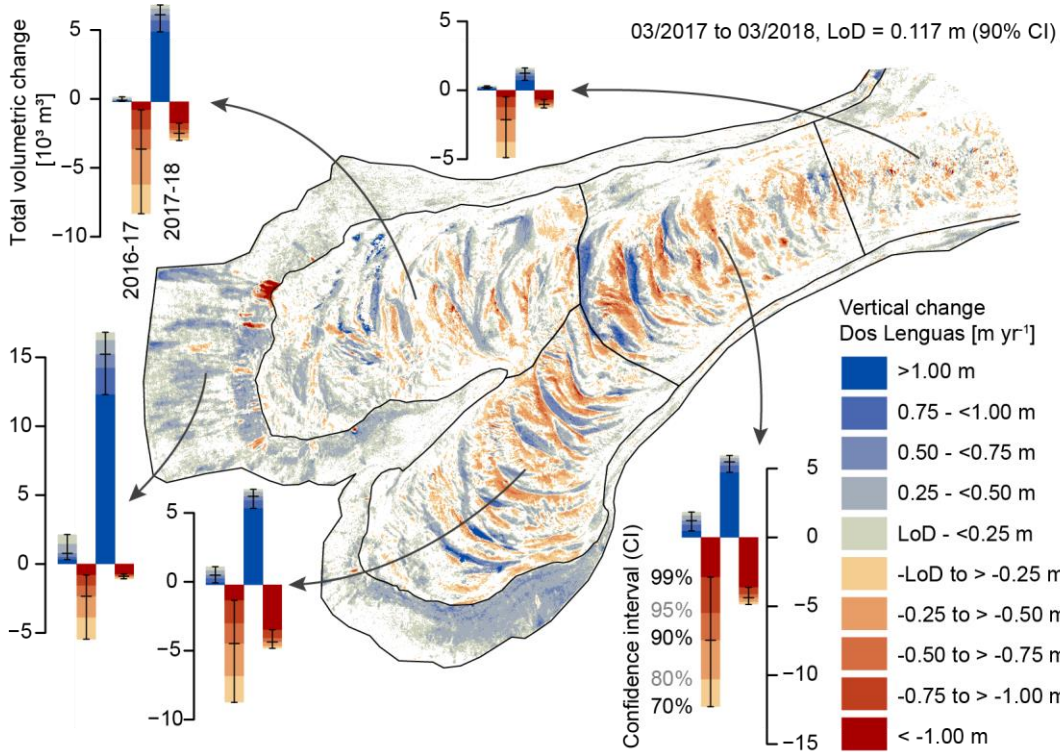 03/2017 to 03/2018, LoD = 0.117 m (90% CI)
Total volumetric change
[10³ m³]
5
0
−5
−10
2016-17
2017-18
5
0
−5
15
10
5
0
−5
5
0
−5
−10
Confidence interval (CI)
99%
95%
90%
80%
70%
5
0
−5
−10
−15
Vertical change
Dos Lenguas [m yr⁻¹]
>1.00 m
0.75 - <1.00 m
0.50 - <0.75 m
0.25 - <0.50 m
LoD - <0.25 m
-LoD to > -0.25 m
-0.25 to > -0.50 m
-0.50 to > -0.75 m
-0.75 to > -1.00 m
< -1.00 m